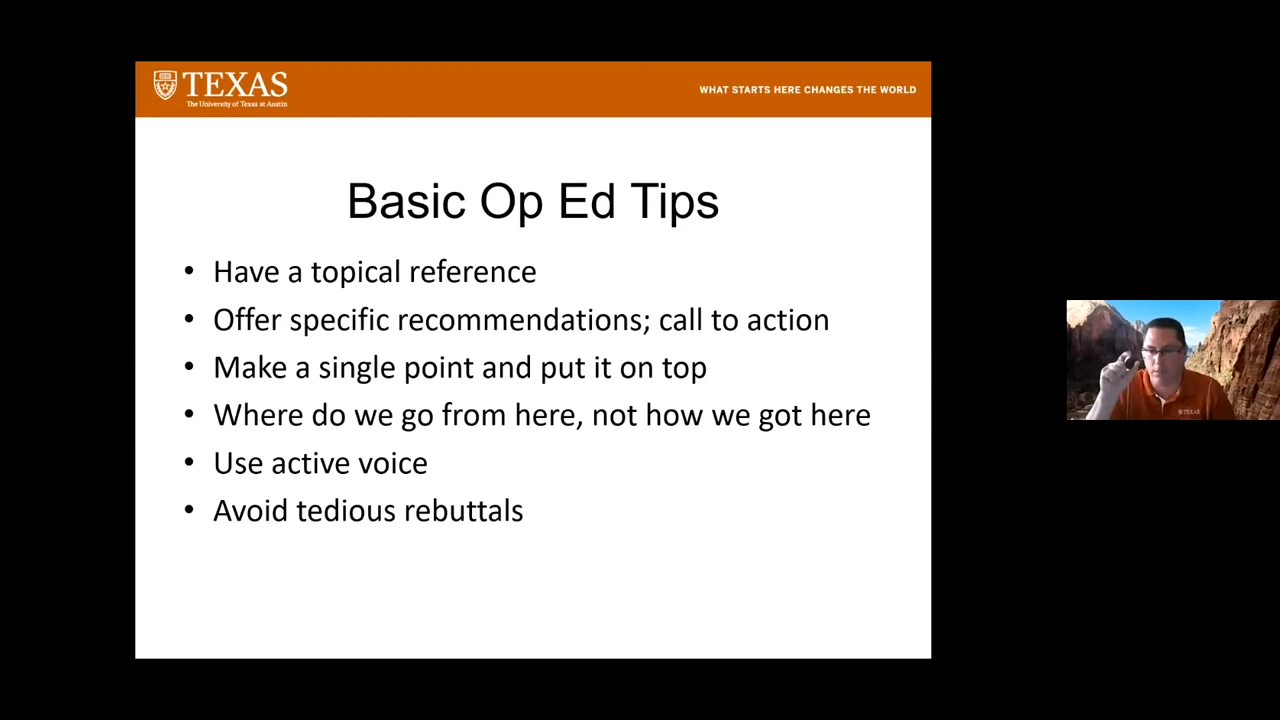 TEXAS
The University of Texas at Austin
WHAT STARTS HERE CHANGES THE WORLD
Basic Op Ed Tips
• Have a topical reference
• Offer specific recommendations; call to action
• Make a single point and put it on top
• Where do we go from here, not how we got here
• Use active voice
• Avoid tedious rebuttals
TEXAS